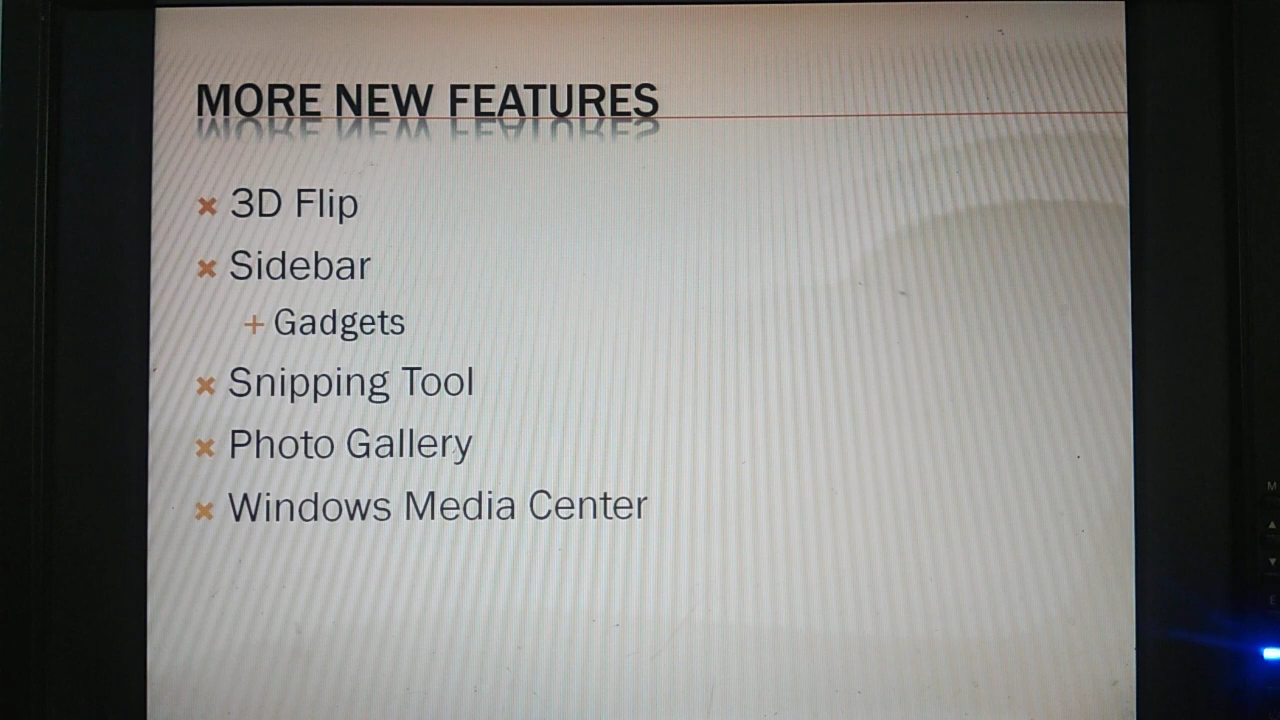 MORE NEW FEATURES
3D Flip
Sidebar
+ Gadgets
Snipping Tool
Photo Gallery
Windows Media Center
M